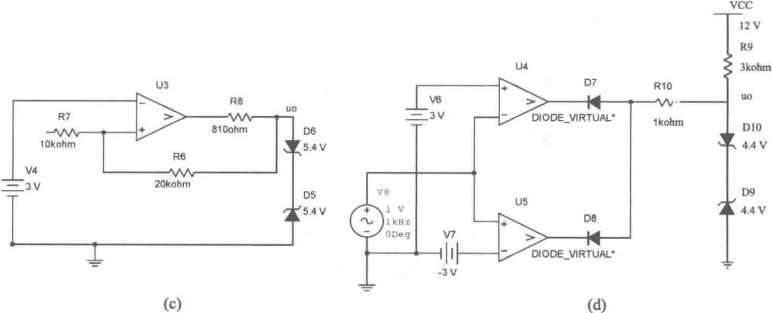 U3
R8
uo
810ohm
R7
10kohm
R6
20kohm
V4
3 V
D6
5.4 V
D5
5.4 V
(c)
VCC
12 V
R9
3kohm
U4
D7
R10
uo
V6
3 V
DIODE_VIRTUAL*
1kohm
D10
4.4 V
V8
1 V
1kHz
0Deg
U5
D8
D9
4.4 V
V7
-3 V
DIODE_VIRTUAL*
(d)